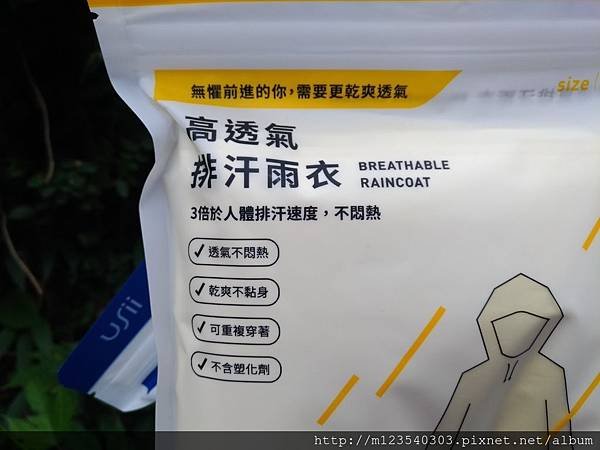 無懼前進的你,需要更乾爽透氣
size
高透氣
排汗雨衣 BREATHABLE RAINCOAT
3倍於人體排汗速度,不悶熱
透氣不悶熱
乾爽不黏身
可重複穿著
不含塑化劑
usii
http://m123540303.pixnet.net/album